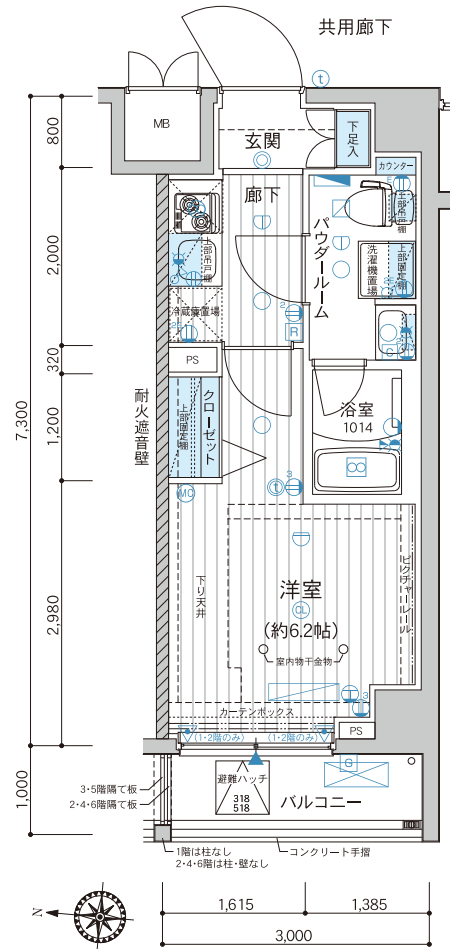 共用廊下
t
MB
玄関
下足入
カウンター
廊下
上部吊戸棚
パウダールーム
上部吊戸棚
洗濯機置場
上部固定棚
冷蔵庫置場
2
R
PS
C
耐火遮音壁
クローゼット
上部固定棚
浴室
1014
MC
t
3
下り天井
洋室
CL
(約6.2帖)
ピクチャーレール
室内物干金物
カーテンボックス
3
(1・2階のみ)
(1・2階のみ)
PS
G
避難ハッチ
318
518
バルコニー
3・5階隔て板
2・4・6階隔て板
1階は柱なし
2・4・6階は柱・壁なし
コンクリート手摺
800
2,000
320
1,200
2,980
7,300
1,000
N
1,615
1,385
3,000